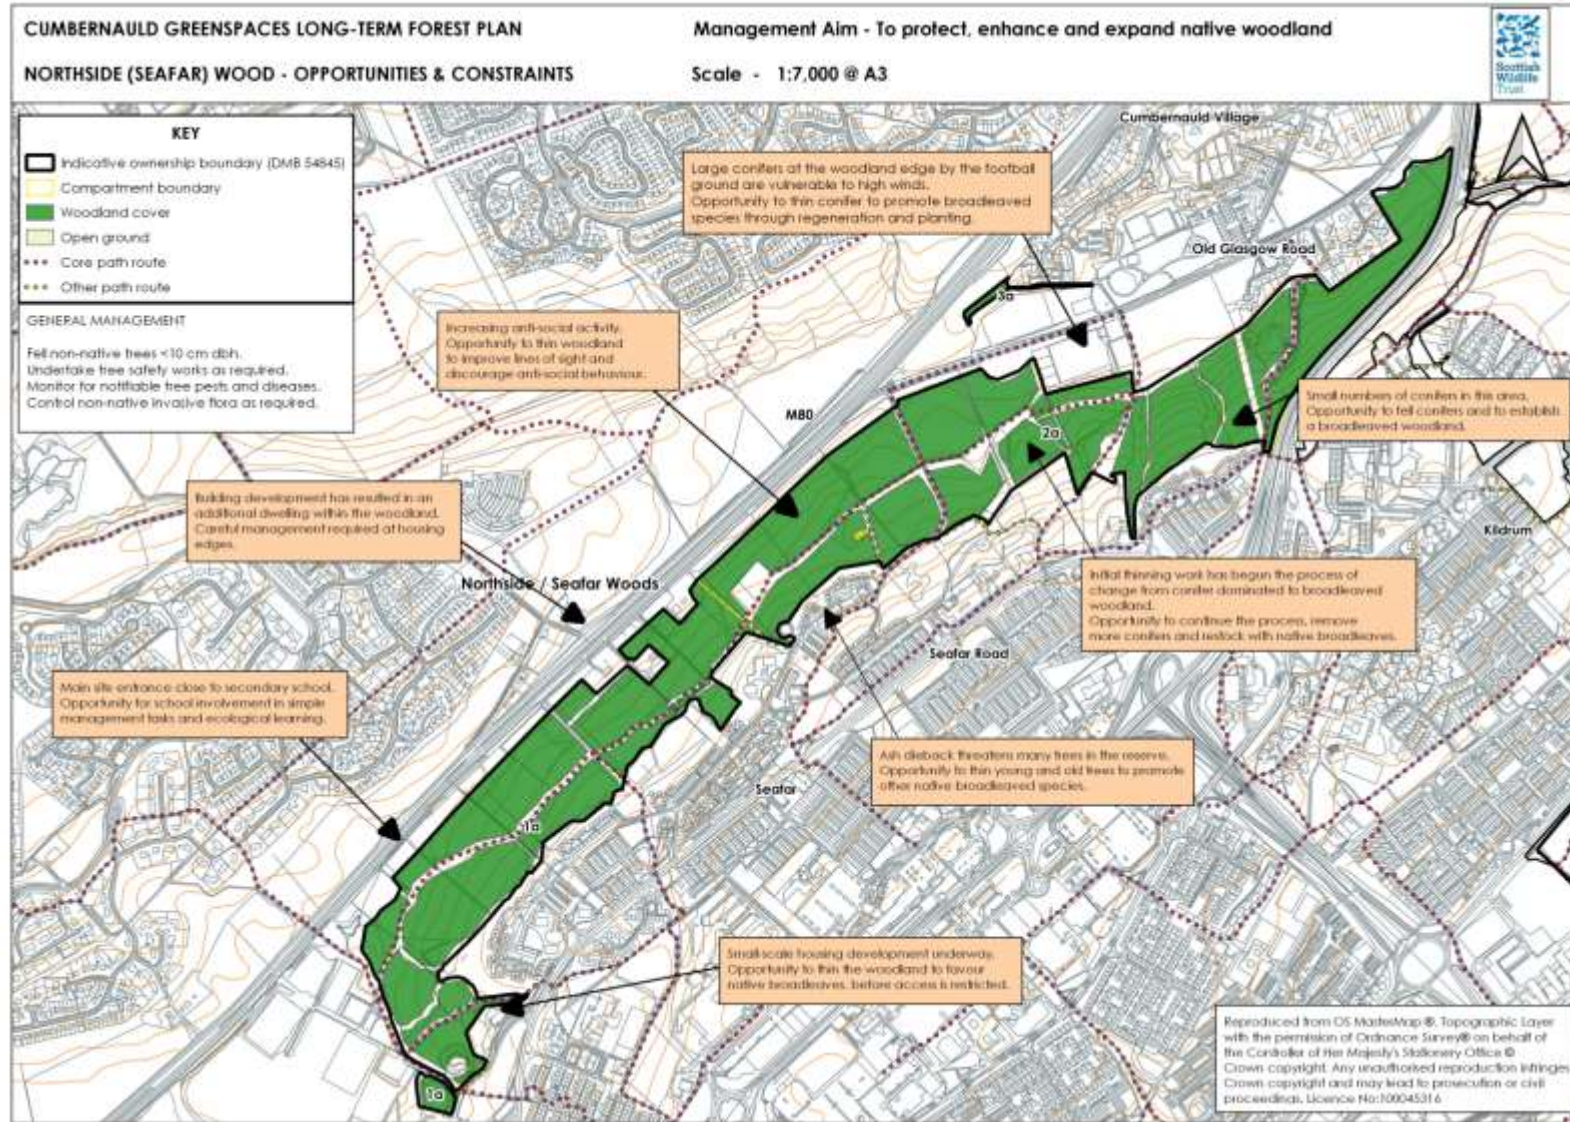 CUMBERNAULD GREENSPACES LONG-TERM FOREST PLAN
Management Aim - To protect, enhance and expand native woodland
NORTHSIDE (SEAFAR) WOOD - OPPORTUNITIES & CONSTRAINTS
Scale - 1:7,000 @ A3
Scottish
Wildlife
Trust
KEY
Indicative ownership boundary (DMB 54845)
Compartment boundary
Woodland cover
Open ground
Core path route
Other path route
GENERAL MANAGEMENT
Fell non-native trees <10 cm dbh.
Undertake tree safety works as required.
Monitor for notifiable tree pests and diseases.
Control non-native invasive flora as required.
Cumbernauld Village
Large conifers at the woodland edge by the football
ground are vulnerable to high winds.
Opportunity to thin conifer to promote broadleaved
species through regeneration and planting.
Old Glasgow Road
3a
Increasing anti-social activity.
Opportunity to thin woodland
to improve lines of sight and
discourage anti-social behaviour.
M80
Small numbers of conifers in this area.
Opportunity to fell conifers and to establish
a broadleaved woodland.
2a
Building development has resulted in an
additional dwelling within the woodland.
Careful management required at housing
edges.
Kildrum
Northside / Seafar Woods
Initial thinning work has begun the process of
change from conifer dominated to broadleaved
woodland.
Opportunity to continue the process, remove
more conifers and restock with native broadleaves.
Seafar Road
Main site entrance close to secondary school.
Opportunity for school involvement in simple
management tasks and ecological learning.
Ash dieback threatens many trees in the reserve.
Opportunity to thin young and old trees to promote
other native broadleaved species.
Seafar
1a
Small-scale housing development underway.
Opportunity to thin the woodland to favour
native broadleaves, before access is restricted.
1a
Reproduced from OS MasterMap ®, Topographic Layer
with the permission of Ordnance Survey® on behalf of
the Controller of Her Majesty's Stationery Office ©
Crown copyright. Any unauthorised reproduction infringes
Crown copyright and may lead to prosecution or civil
proceedings. Licence No:100045316